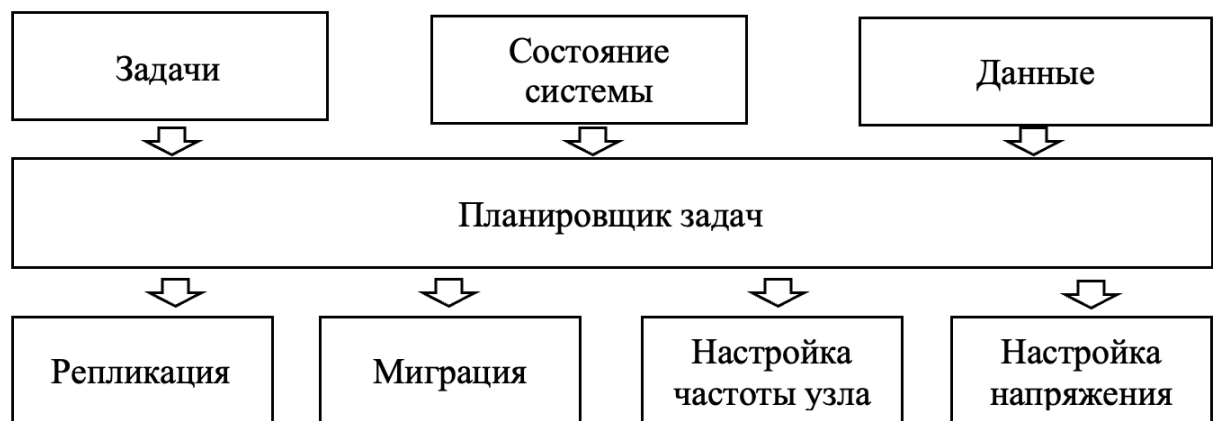 Задачи
Состояние
системы
Данные
Планировщик задач
Репликация
Миграция
Настройка
частоты узла
Настройка
напряжения